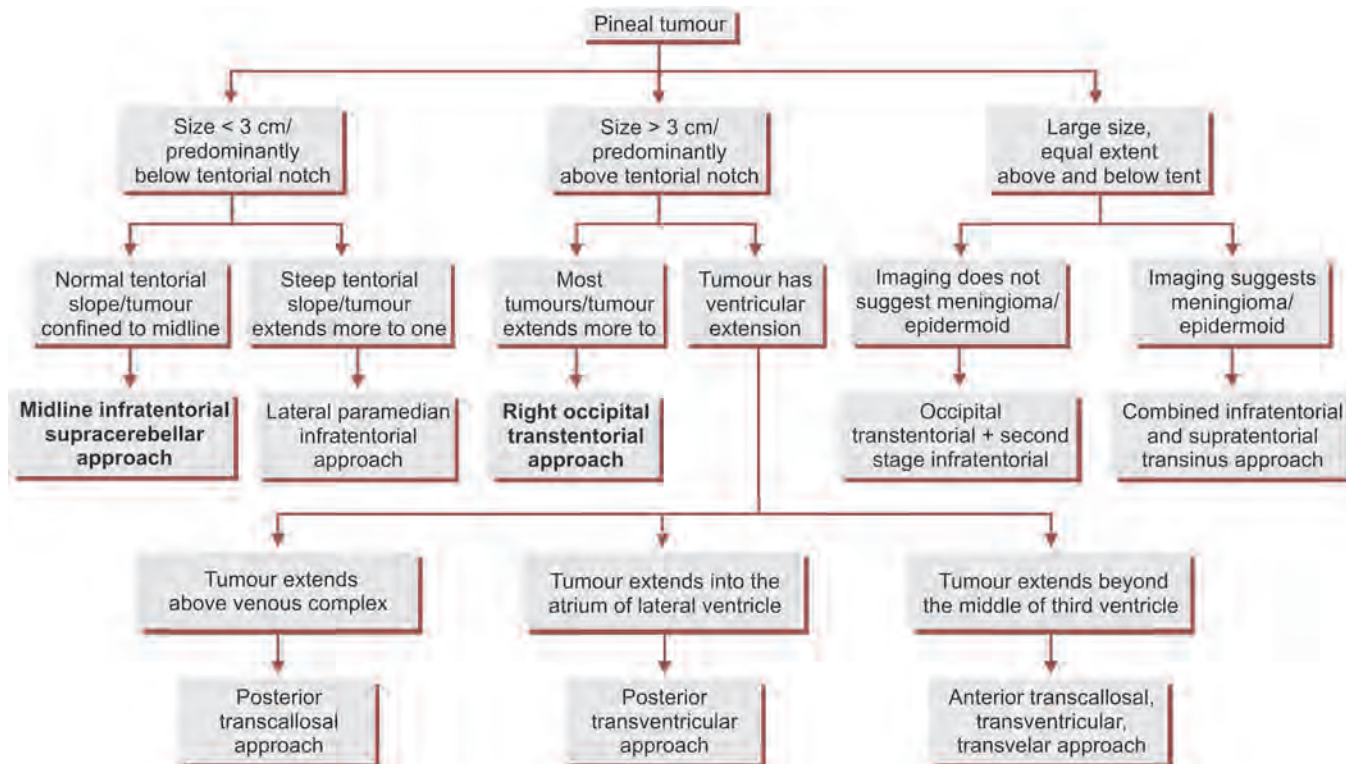 Pineal tumour
Size < 3 cm/
predominantly
below tentorial notch
Size > 3 cm/
predominantly
above tentorial notch
Large size,
equal extent
above and below tent
Normal tentorial
slope/tumour
confined to midline
Steep tentorial
slope/tumour
extends more to one
Most
tumours/tumour
extends more to
Tumour has
ventricular
extension
Imaging does not
suggest meningioma/
epidermoid
Imaging suggests
meningioma/
epidermoid
Midline infratentorial
supracerebellar
approach
Lateral paramedian
infratentorial
approach
Right occipital
transtentorial
approach
Occipital
transtentorial + second
stage infratentorial
Combined infratentorial
and supratentorial
transinus approach
Tumour extends
above venous complex
Tumour extends into the
atrium of lateral ventricle
Tumour extends beyond
the middle of third ventricle
Posterior
transcallosal
approach
Posterior
transventricular
approach
Anterior transcallosal,
transventricular,
transvelar approach